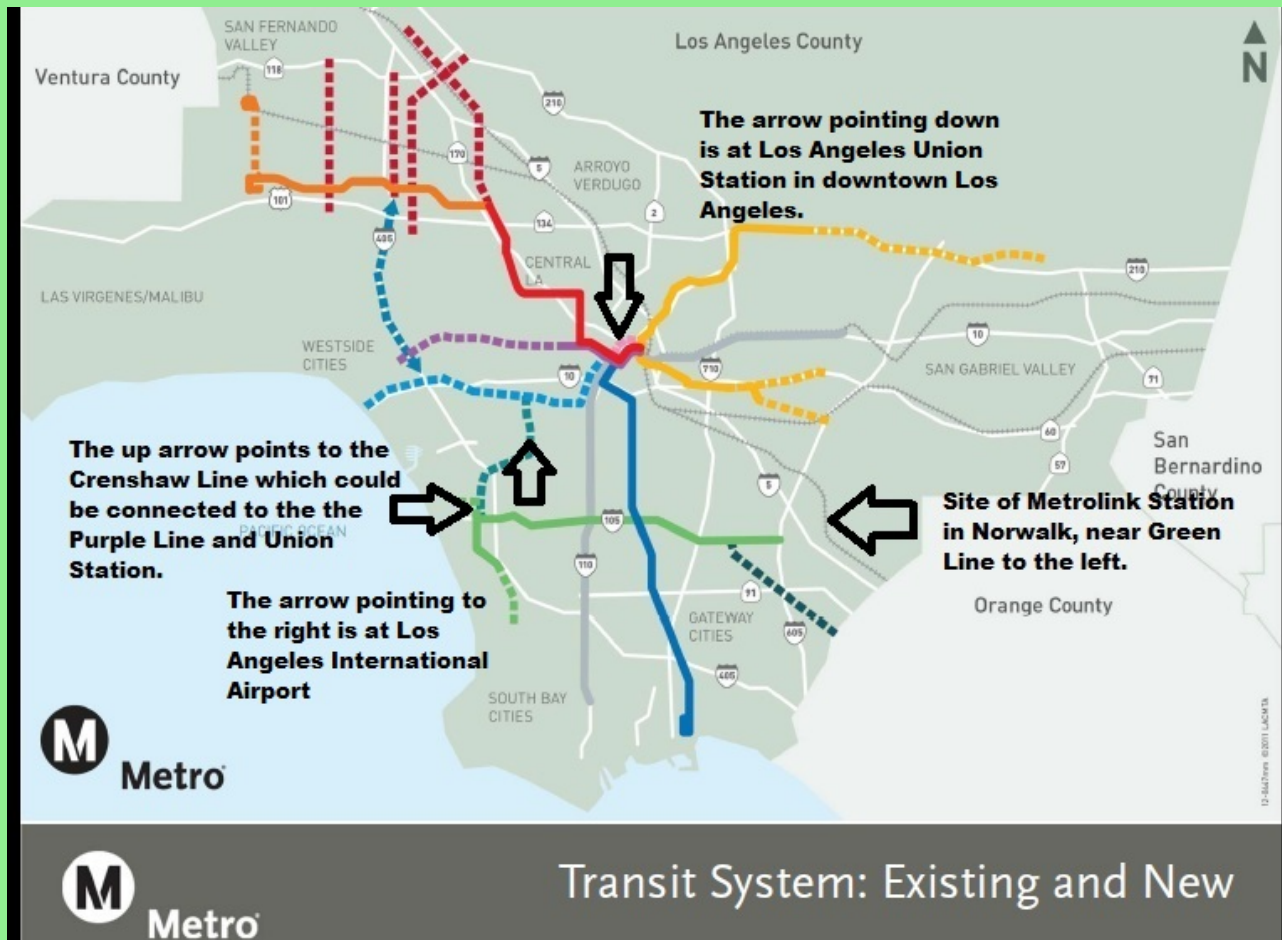 SAN FERNANDO
VALLEY
Los Angeles County
N
Ventura County
118
210
The arrow pointing down
is at Los Angeles Union
Station in downtown Los
Angeles.
170
5
ARROYO
VERDUGO
101
2
134
405
CENTRAL
LA
210
LAS VIRGENES/MALIBU
WESTSIDE
CITIES
10
10
710
SAN GABRIEL VALLEY
71
60
57
San
Bernardino
County
The up arrow points to the
Crenshaw Line which could
be connected to the the
Purple Line and Union
Station.
PACIFIC OCEAN
5
105
Site of Metrolink Station
in Norwalk, near Green
Line to the left.
110
91
Orange County
The arrow pointing to
the right is at Los
Angeles International
Airport
GATEWAY
CITIES
605
405
SOUTH BAY
CITIES
M
Metro
©2011 LACMTA
M
Metro
Transit System: Existing and New